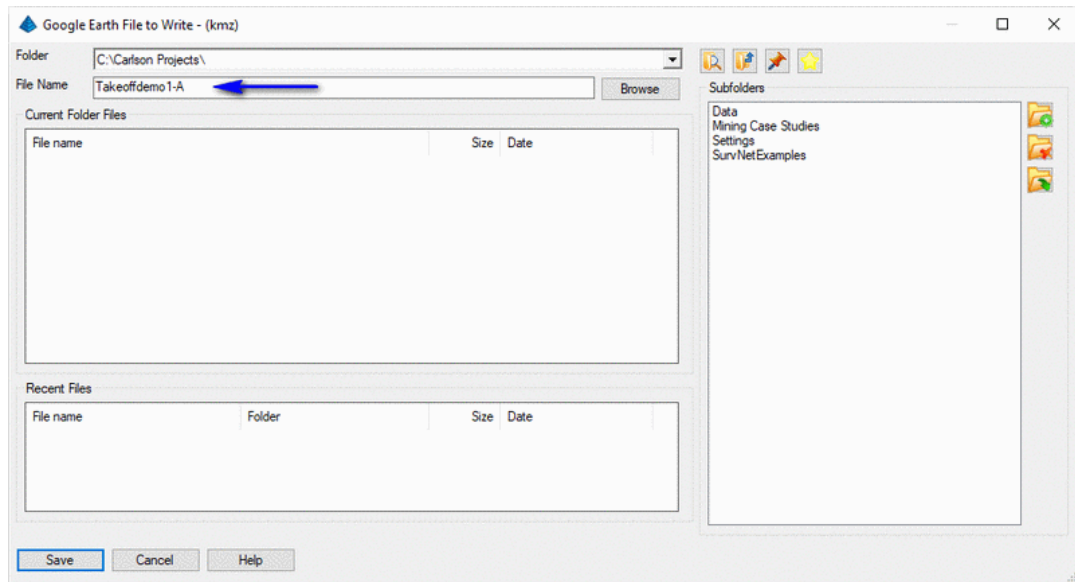 Google Earth File to Write - (kmz)
Folder C:\Carlson Projects\
File Name Takeoffdemo1-A Browse
Current Folder Files
File name Size Date
Recent Files
File name Folder Size Date
Save Cancel Help
Subfolders
Data
Mining Case Studies
Settings
SurvNetExamples